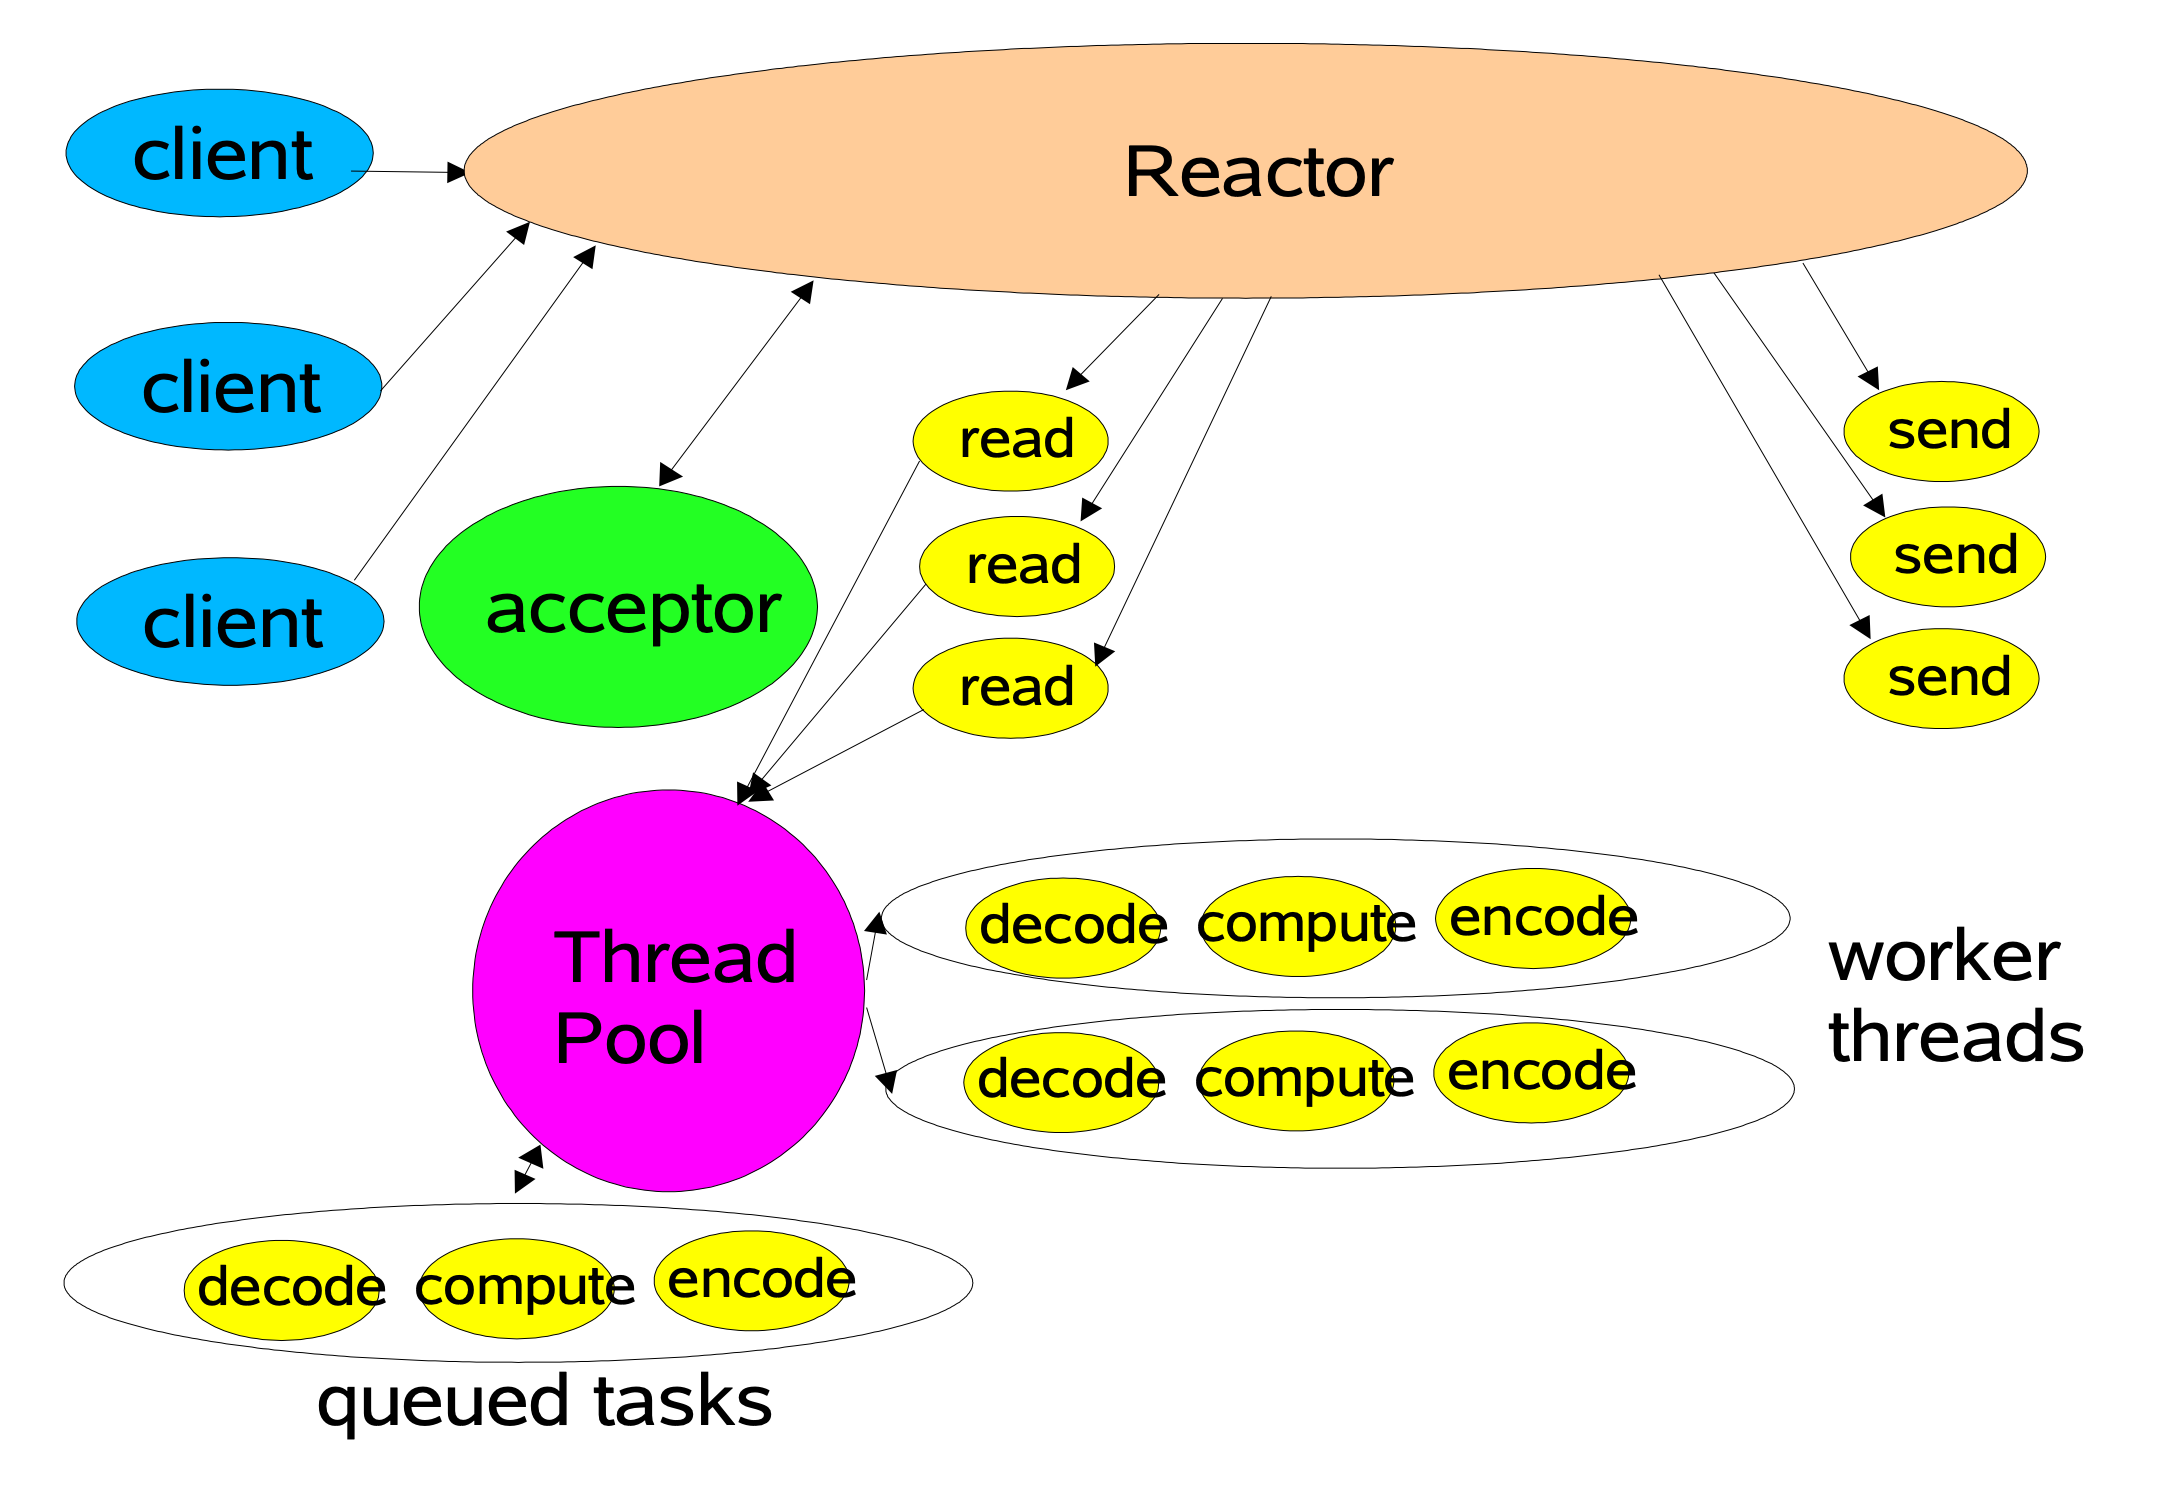 Reactor
client
client
client
acceptor
read
read
read
send
send
send
Thread
Pool
decode compute encode
decode compute encode
worker
threads
decode compute encode
queued tasks